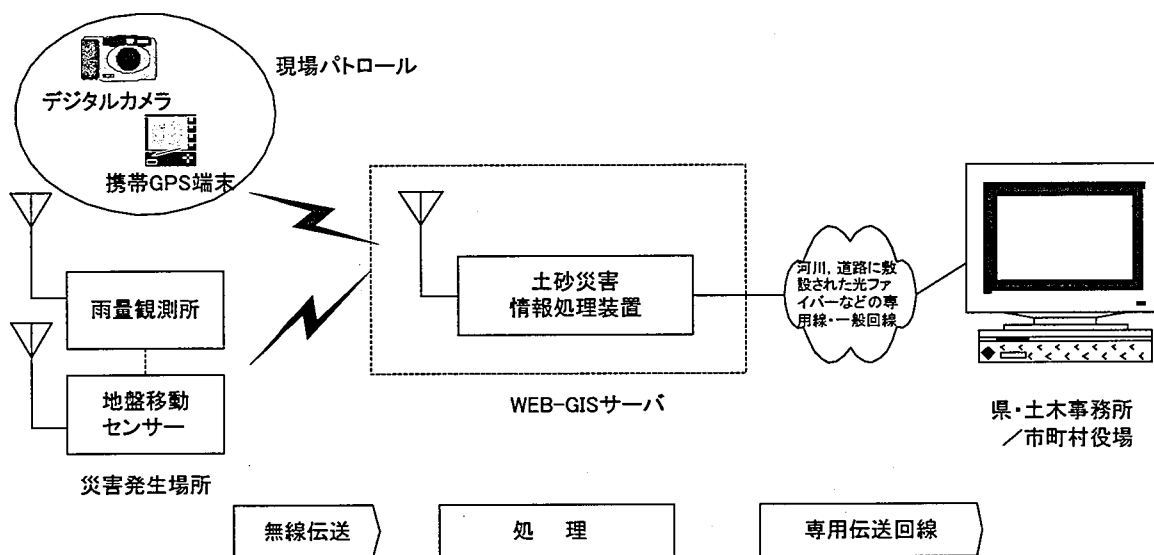 現場パトロール
デジタルカメラ
携帯GPS端末
雨量観測所
地盤移動
センサー
災害発生場所
土砂災害
情報処理装置
WEB-GISサーバ
河川，道路に敷
設された光ファ
イバーなどの専
用線・一般回線
県・土木事務所
／市町村役場
無線伝送
処 理
専用伝送回線